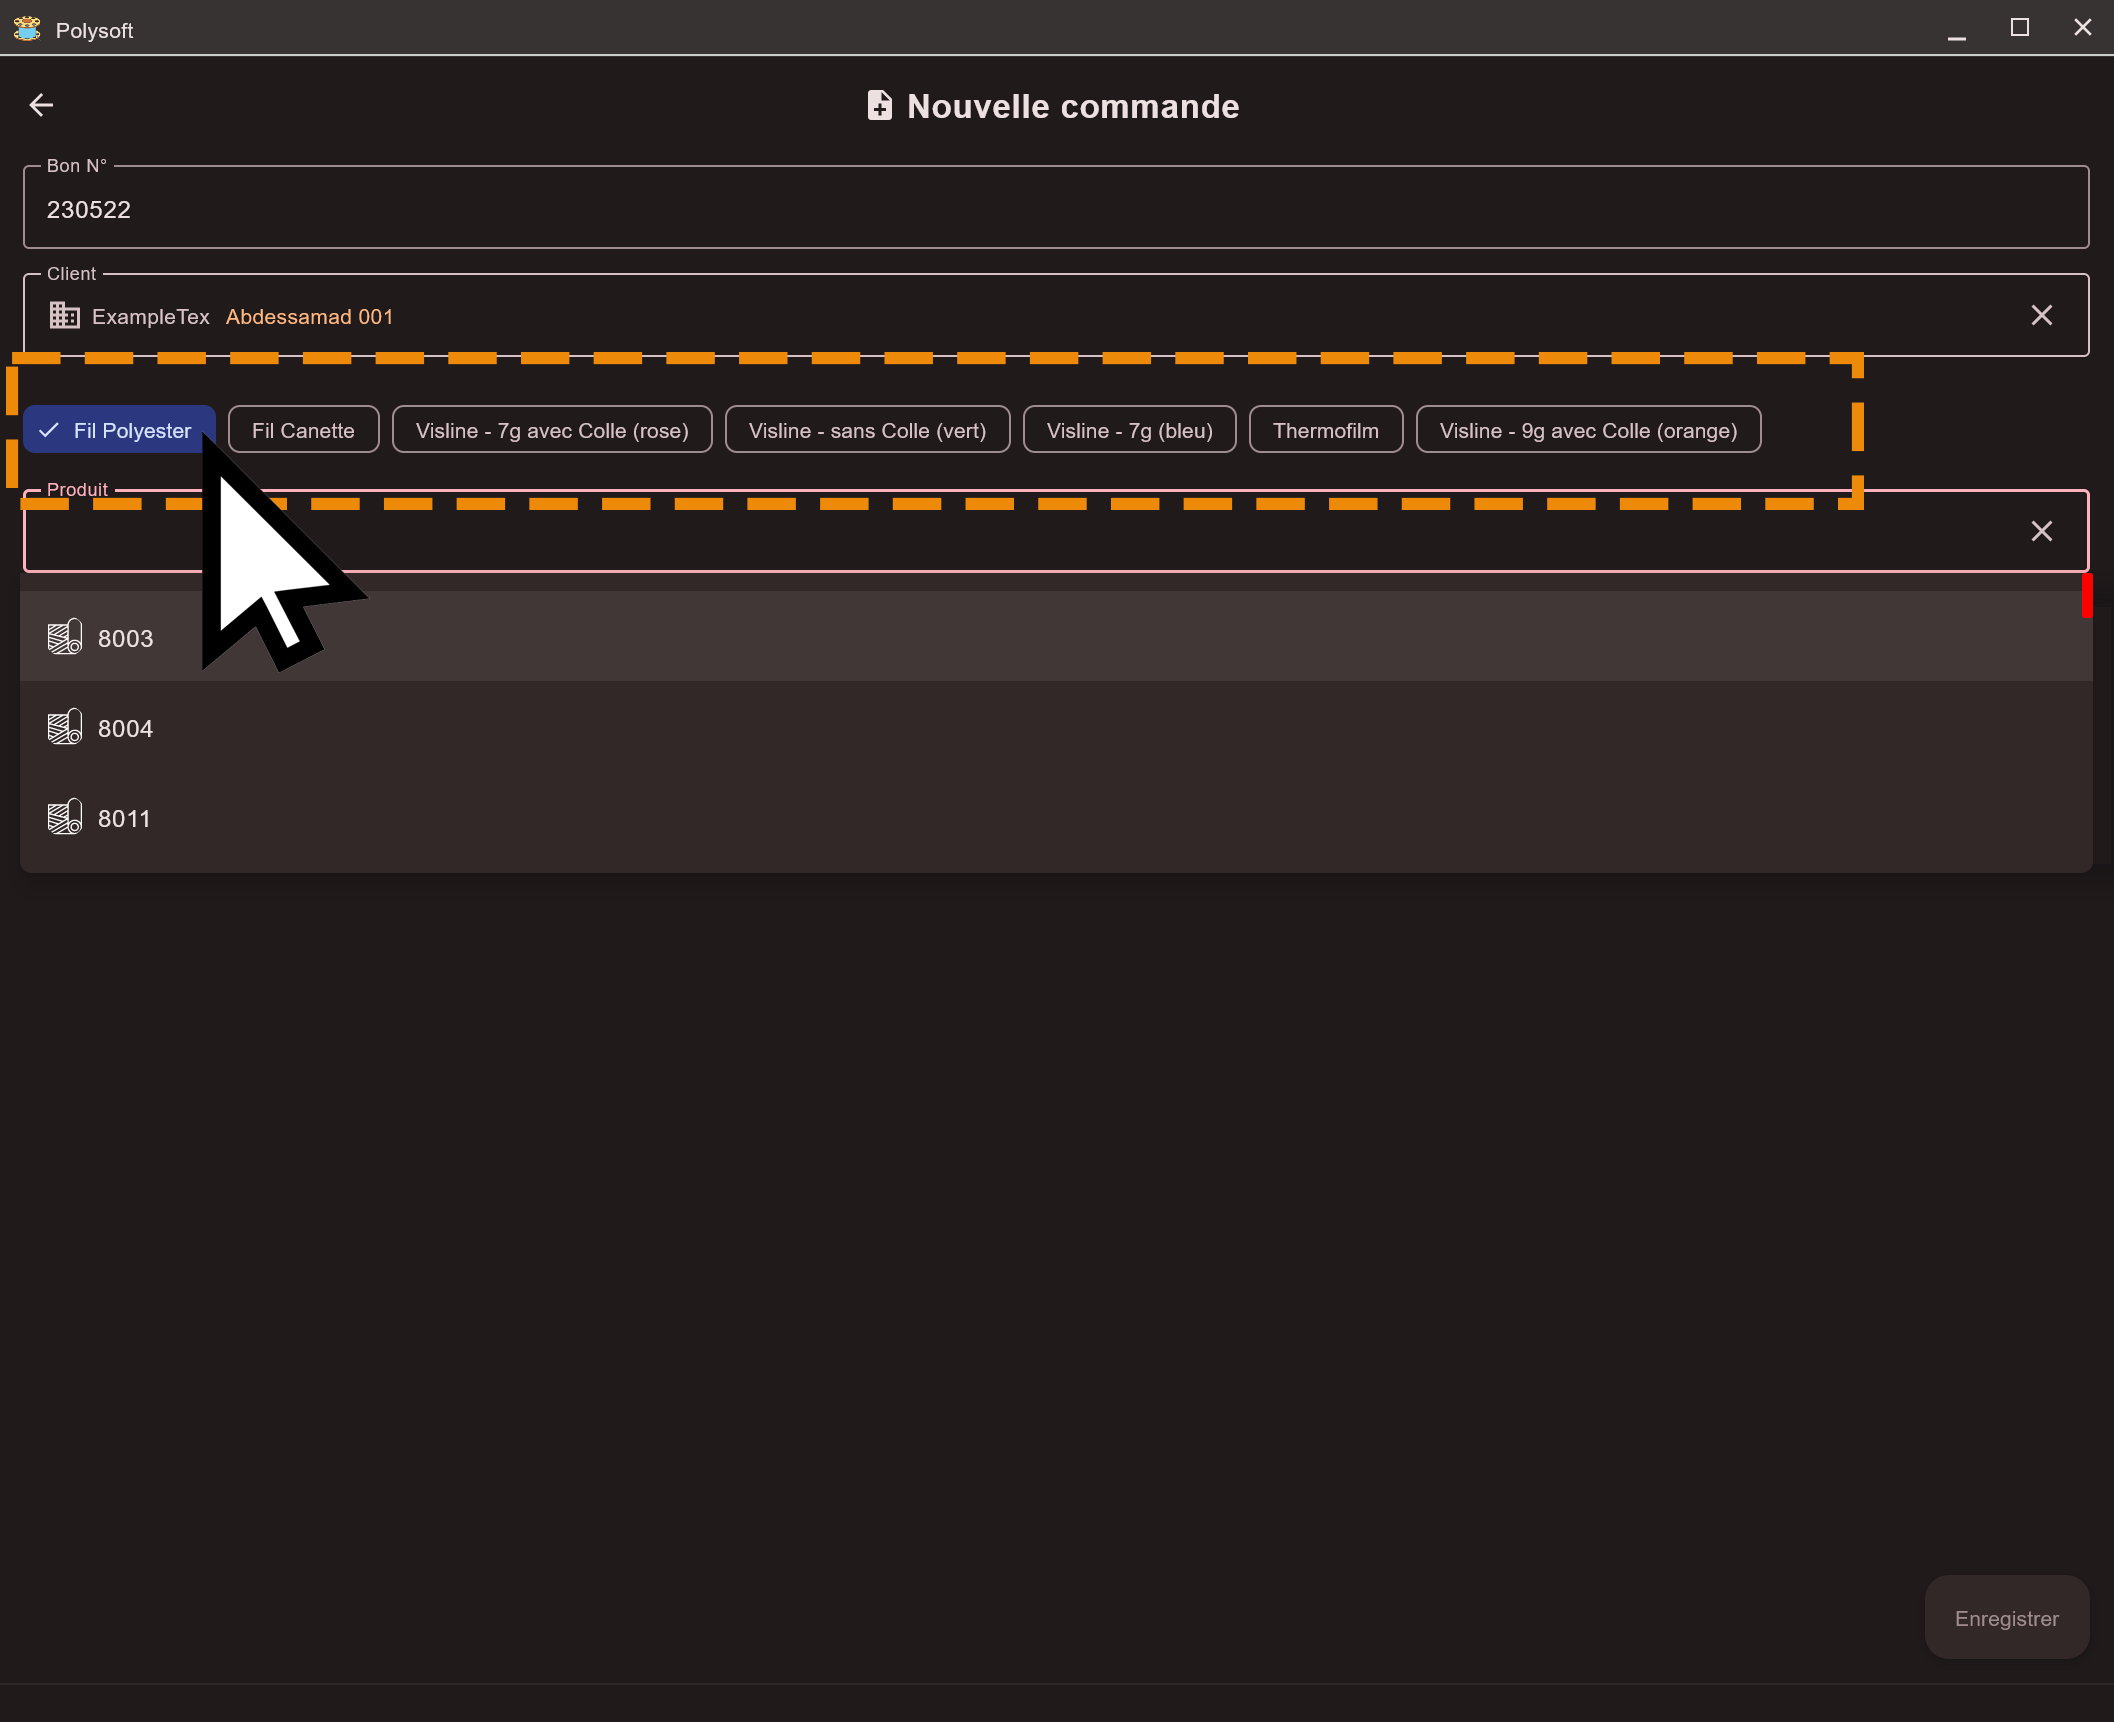 Polysoft
Nouvelle commande
Bon N°
230522
Client
ExampleTex Abdessamad 001
Fil Polyester Fil Canette Visline - 7g avec Colle (rose) Visline - sans Colle (vert) Visline - 7g (bleu) Thermofilm Visline - 9g avec Colle (orange)
Produit
8003
8004
8011
Enregistrer